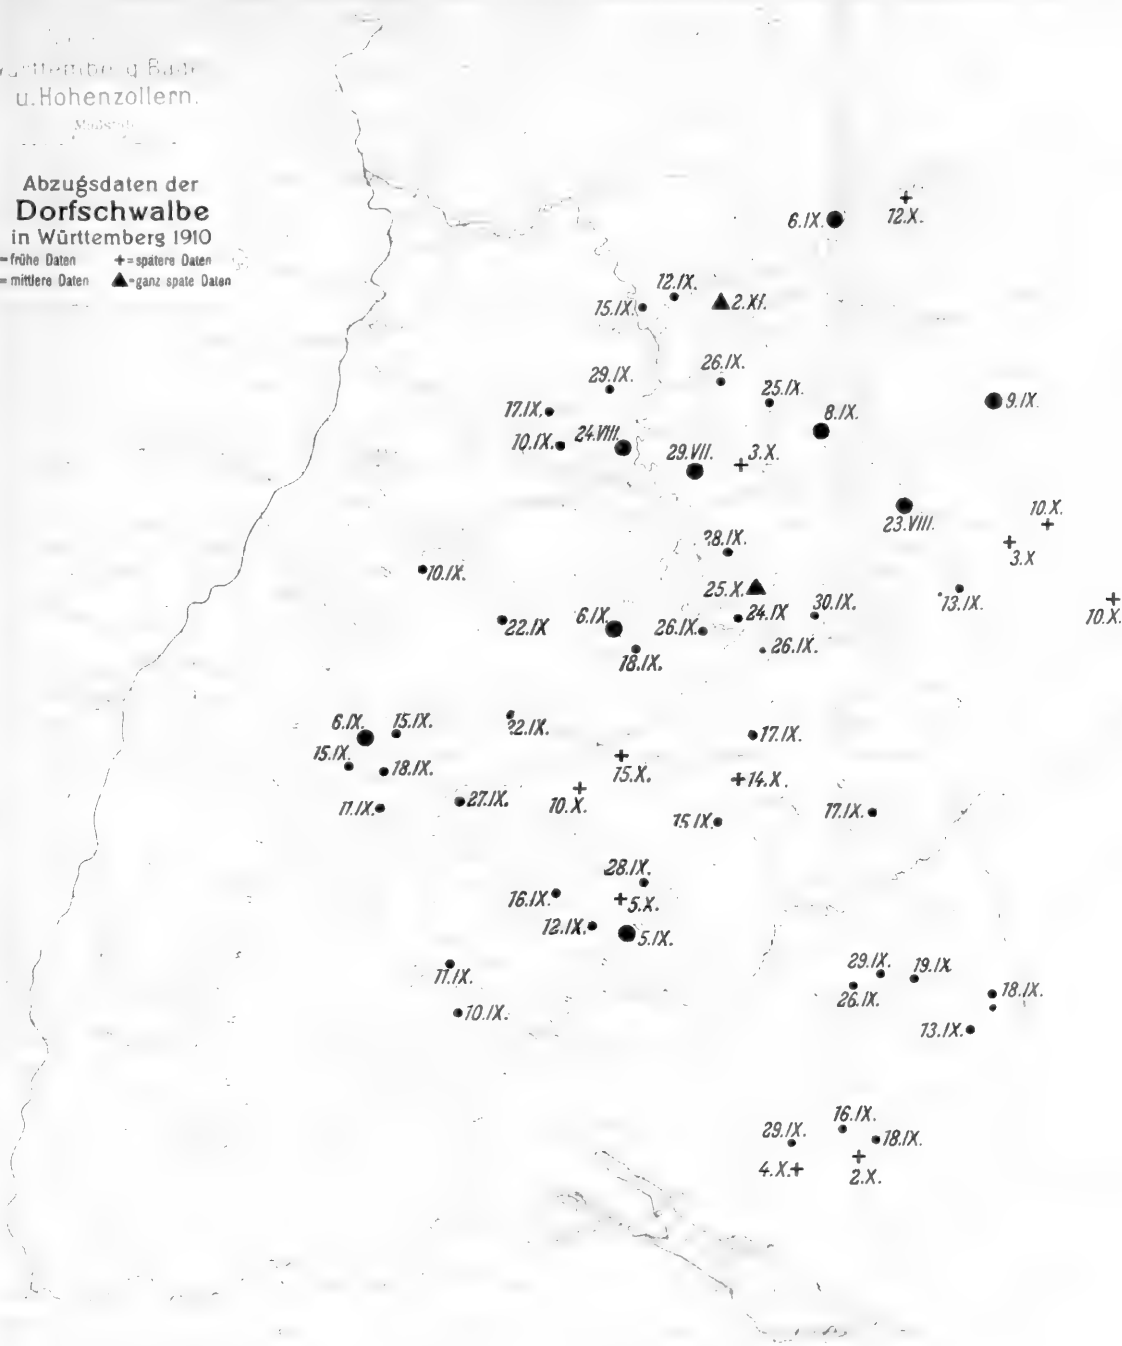 u. Hohenzollern.
Abzugsdaten der
Dorfschwalbe
in Württemberg 1910
=frühe Daten +=spätere Daten
=mittlere Daten ▲=ganz späte Daten
6.IX. 12.X.
12.IX.
15.IX. 2.XI.
26.IX.
29.IX. 25.IX.
17.IX. 8.IX. 9.IX.
10.IX. 24.VIII. 29.VII. 3.X.
23.VIII. 10.X.
28.IX. 3.X
10.IX. 25.X. 24.IX 30.IX. 13.IX. 10.X.
22.IX 6.IX. 26.IX. 26.IX.
18.IX.
6.IX. 15.IX. 22.IX. 17.IX.
15.IX. 18.IX. 15.X. 14.X.
11.IX. 27.IX. 10.X. 15.IX. 17.IX.
28.IX.
16.IX. 5.X.
12.IX. 5.IX.
11.IX. 29.IX. 19.IX
10.IX. 26.IX. 18.IX.
13.IX.
29.IX. 16.IX. 18.IX.
4.X. 2.X.